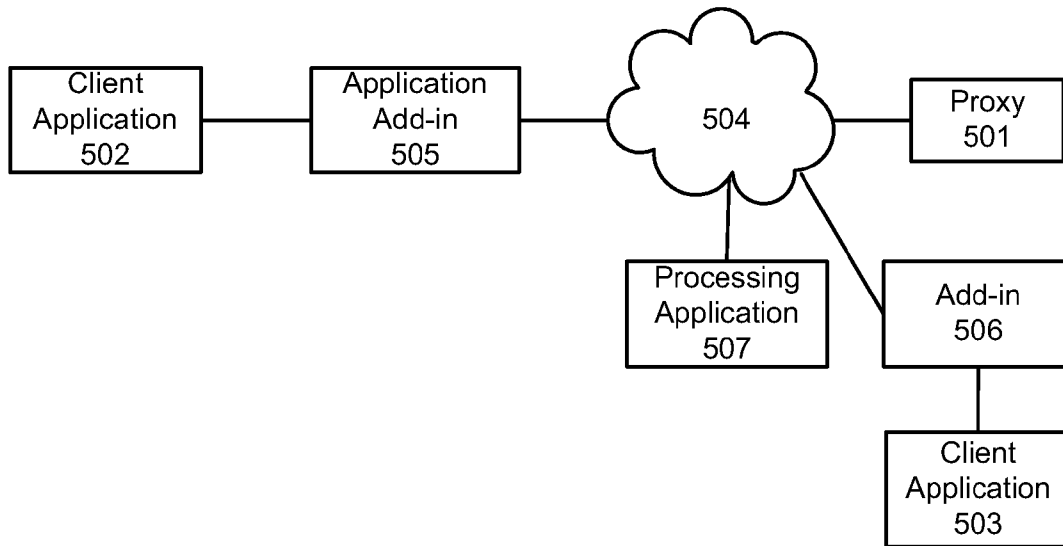 Client
Application
502
Application
Add-in
505
504
Proxy
501
Processing
Application
507
Add-in
506
Client
Application
503